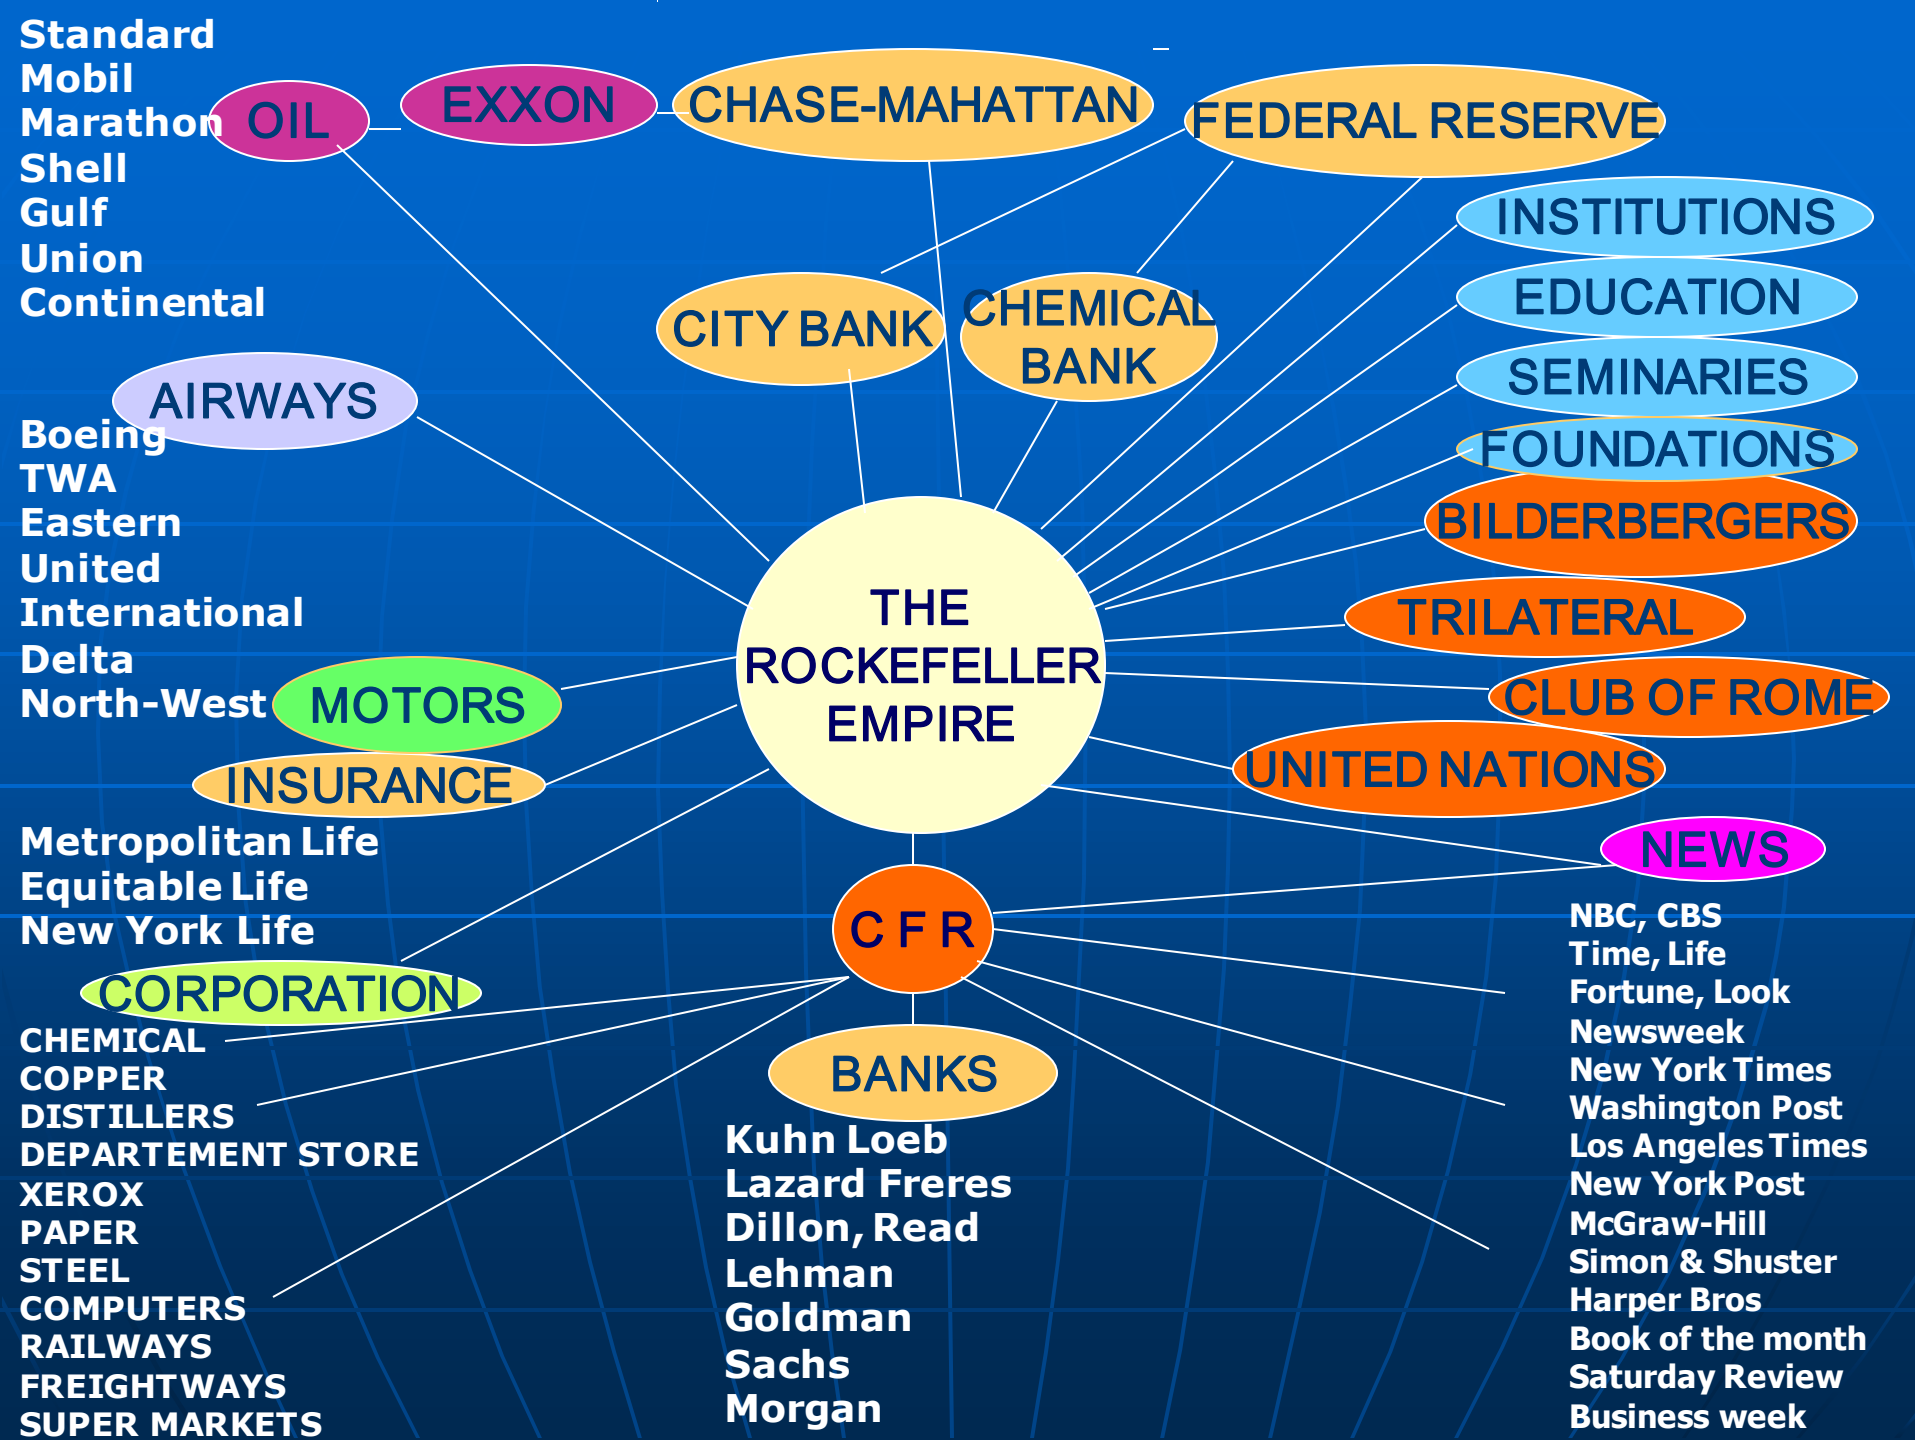 Standard
Mobil
Marathon
Shell
Gulf
Union
Continental
OIL
EXXON
CHASE-MAHATTAN
FEDERAL RESERVE
INSTITUTIONS
EDUCATION
SEMINARIES
FOUNDATIONS
BILDERBERGERS
TRILATERAL
CLUB OF ROME
UNITED NATIONS
CITY BANK
CHEMICAL
BANK
AIRWAYS
Boeing
TWA
Eastern
United
International
Delta
North-West
MOTORS
INSURANCE
Metropolitan Life
Equitable Life
New York Life
THE
ROCKEFELLER
EMPIRE
C F R
CORPORATION
CHEMICAL
COPPER
DISTILLERS
DEPARTEMENT STORE
XEROX
PAPER
STEEL
COMPUTERS
RAILWAYS
FREIGHTWAYS
SUPER MARKETS
BANKS
Kuhn Loeb
Lazard Freres
Dillon, Read
Lehman
Goldman
Sachs
Morgan
NEWS
NBC, CBS
Time, Life
Fortune, Look
Newsweek
New York Times
Washington Post
Los Angeles Times
New York Post
McGraw-Hill
Simon & Shuster
Harper Bros
Book of the month
Saturday Review
Business week